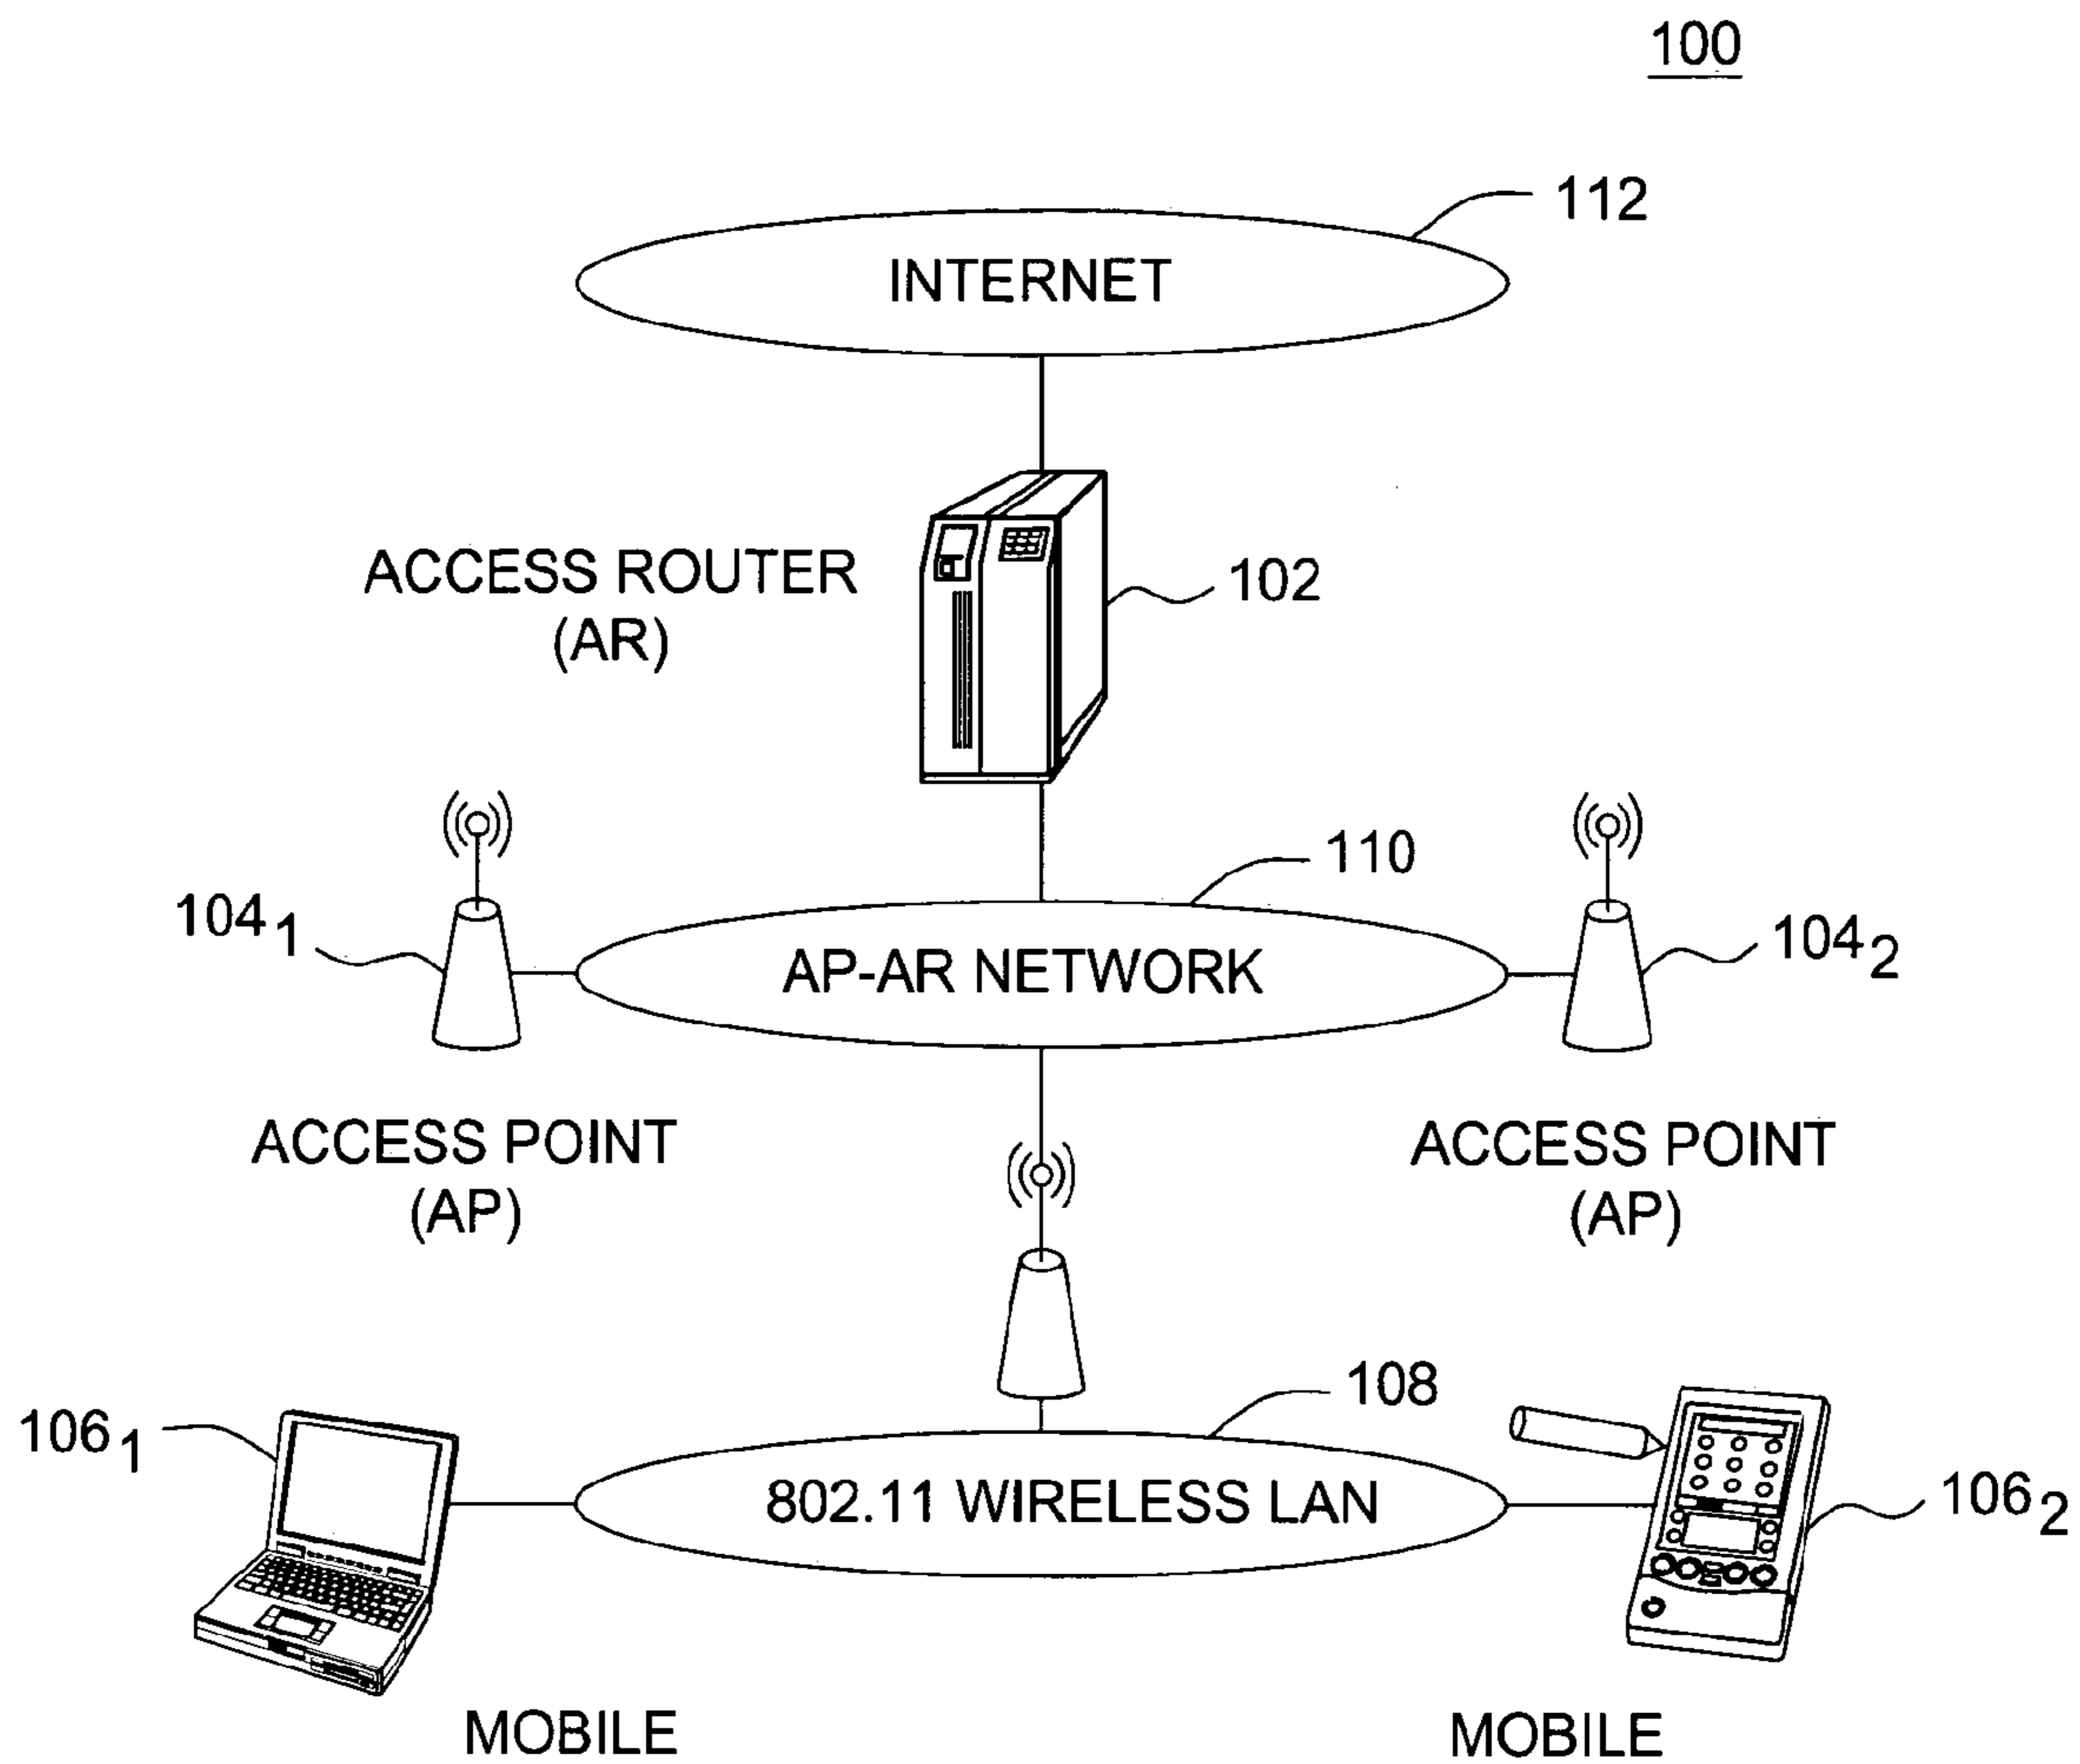 100
112
INTERNET
ACCESS ROUTER
(AR)
102
110
104 1
104 2
AP-AR NETWORK
ACCESS POINT
(AP)
ACCESS POINT
(AP)
108
106 1
802.11 WIRELESS LAN
106 2
MOBILE
MOBILE